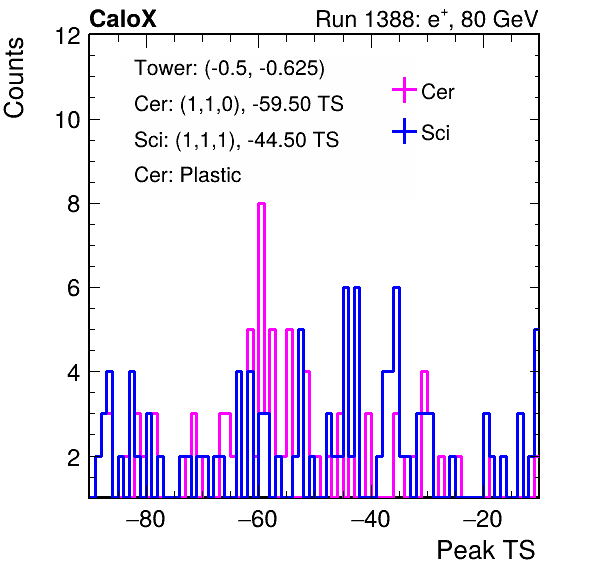 CaloX Run 1388: e⁺, 80 GeV
Counts
12
10
8
6
4
2
Tower: (-0.5, -0.625)
Cer: (1,1,0), -59.50 TS
Sci: (1,1,1), -44.50 TS
Cer: Plastic
Cer
Sci
−80 −60 −40 −20
Peak TS